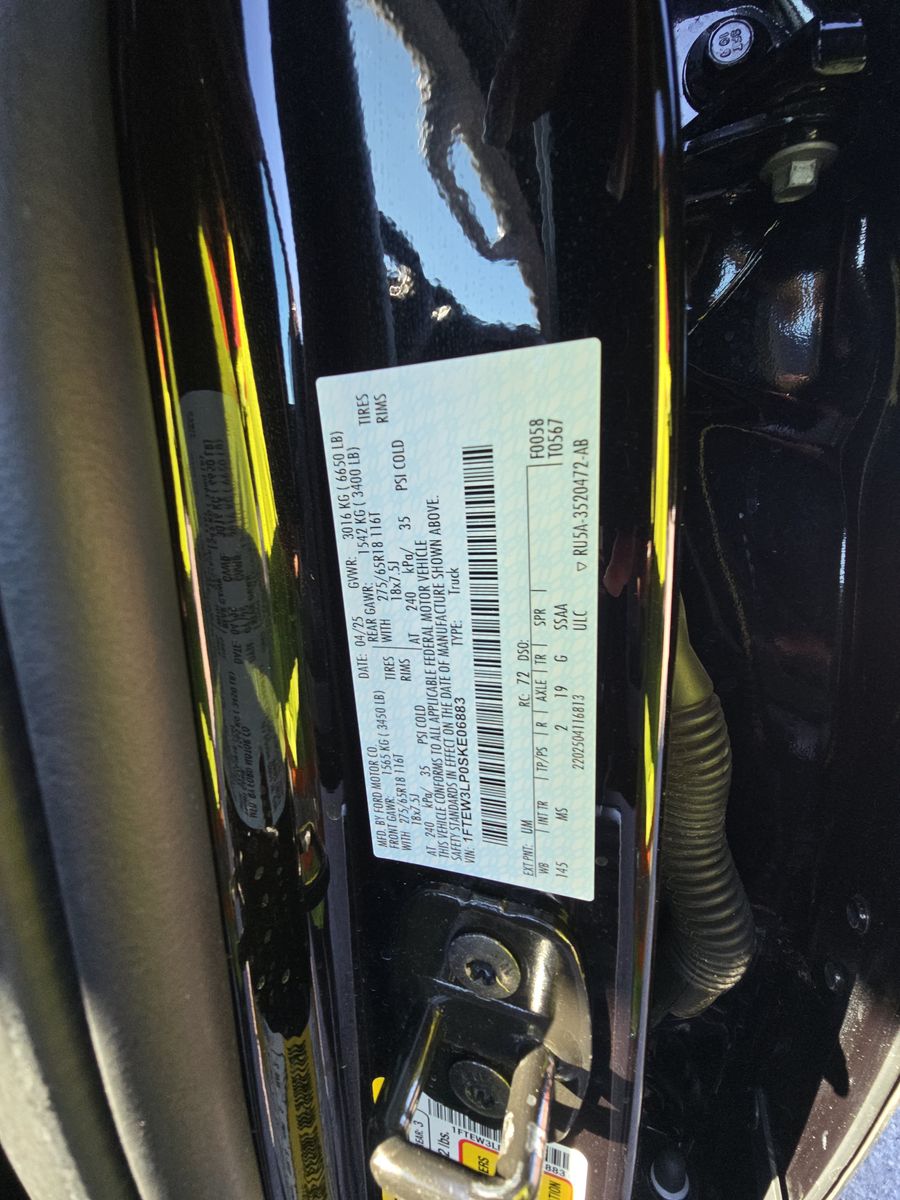 MFD. BY FORD MOTOR CO.
DATE: 04/25 GVWR: 3016 KG ( 6650 LB)
FRONT GAWR: 1565 KG ( 3450 LB) REAR GAWR: 1542 KG ( 3400 LB)
WITH 275/65R18 116T TIRES WITH 275/65R18 116T TIRES
18x7.5J RIMS 18x7.5J RIMS
AT 240 kPa/ 35 PSI COLD AT 240 kPa/ 35 PSI COLD
THIS VEHICLE CONFORMS TO ALL APPLICABLE FEDERAL MOTOR VEHICLE
SAFETY STANDARDS IN EFFECT ON THE DATE OF MANUFACTURE SHOWN ABOVE.
VIN: 1FTEW3LP0SKE06883 TYPE: Truck
EXT PNT: UM RC: 72 DSO: F0058
WB INT TR TP/PS R AXLE TR SPR T0567
145 MS 2 19 G SSAA
2202504116813 ULC ▽ RU5A-3520472-AB